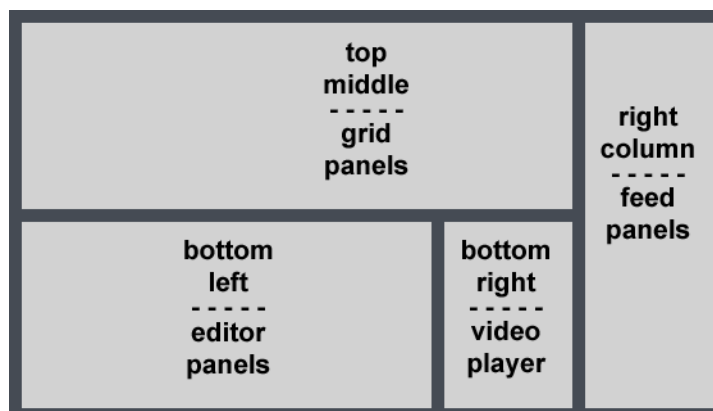 top
middle
- - - - -
grid
panels
right
column
- - - - -
feed
panels
bottom
left
- - - - -
editor
panels
bottom
right
- - - - -
video
player